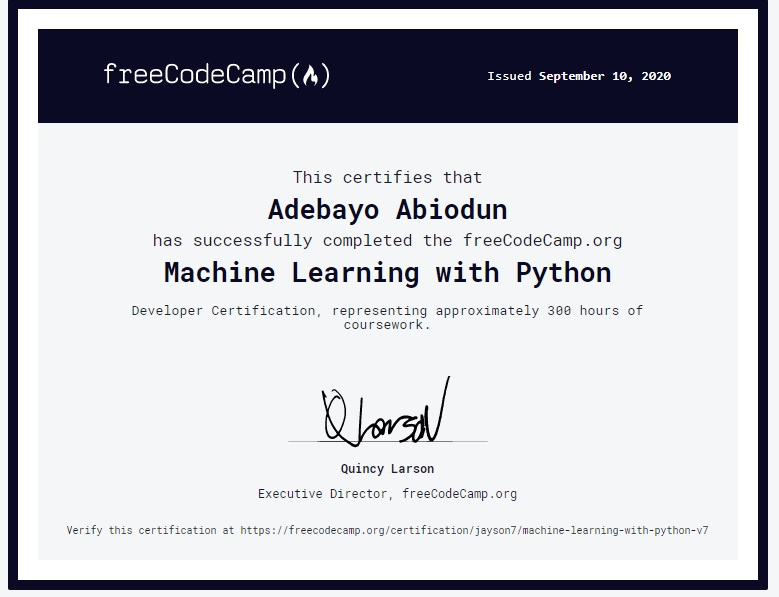 freeCodeCamp(🔥)
Issued September 10, 2020
This certifies that
Adebayo Abiodun
has successfully completed the freeCodeCamp.org
Machine Learning with Python
Developer Certification, representing approximately 300 hours of
coursework.
Q Larson
Quincy Larson
Executive Director, freeCodeCamp.org
Verify this certification at https://freecodecamp.org/certification/jayson7/machine-learning-with-python-v7